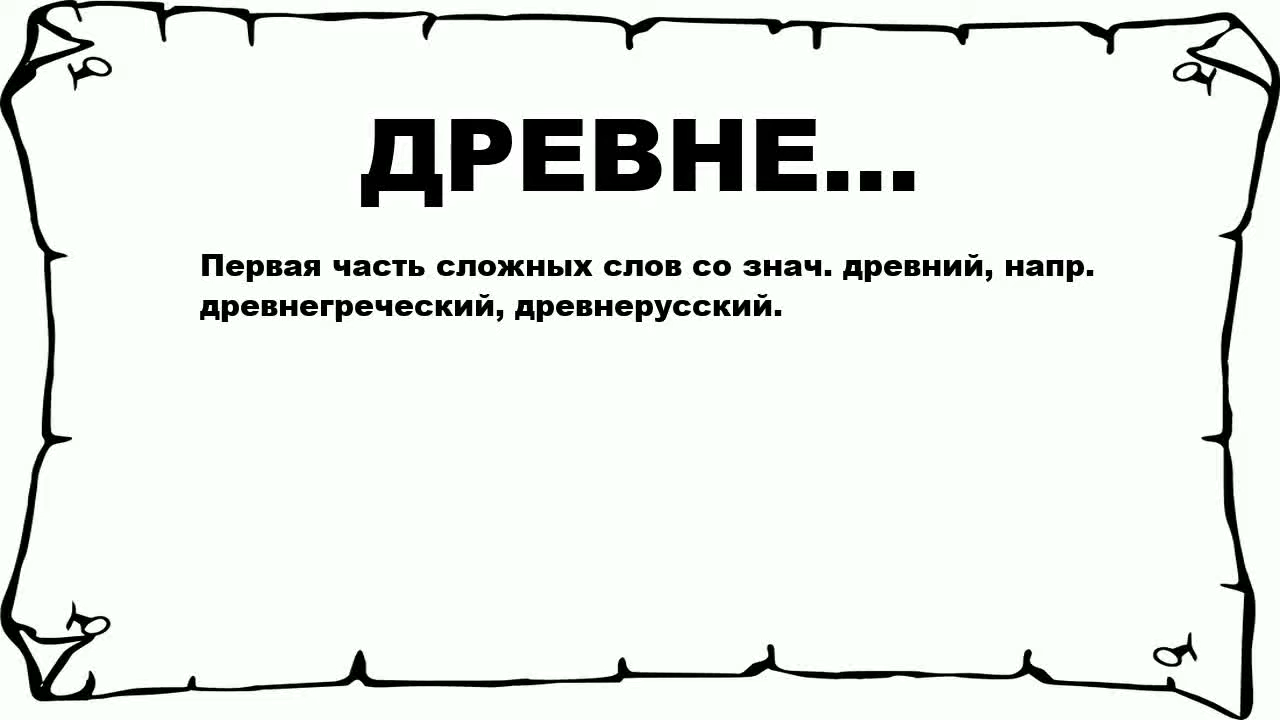 ДРЕВНЕ...
Первая часть сложных слов со знач. древний, напр.
древнегреческий, древнерусский.